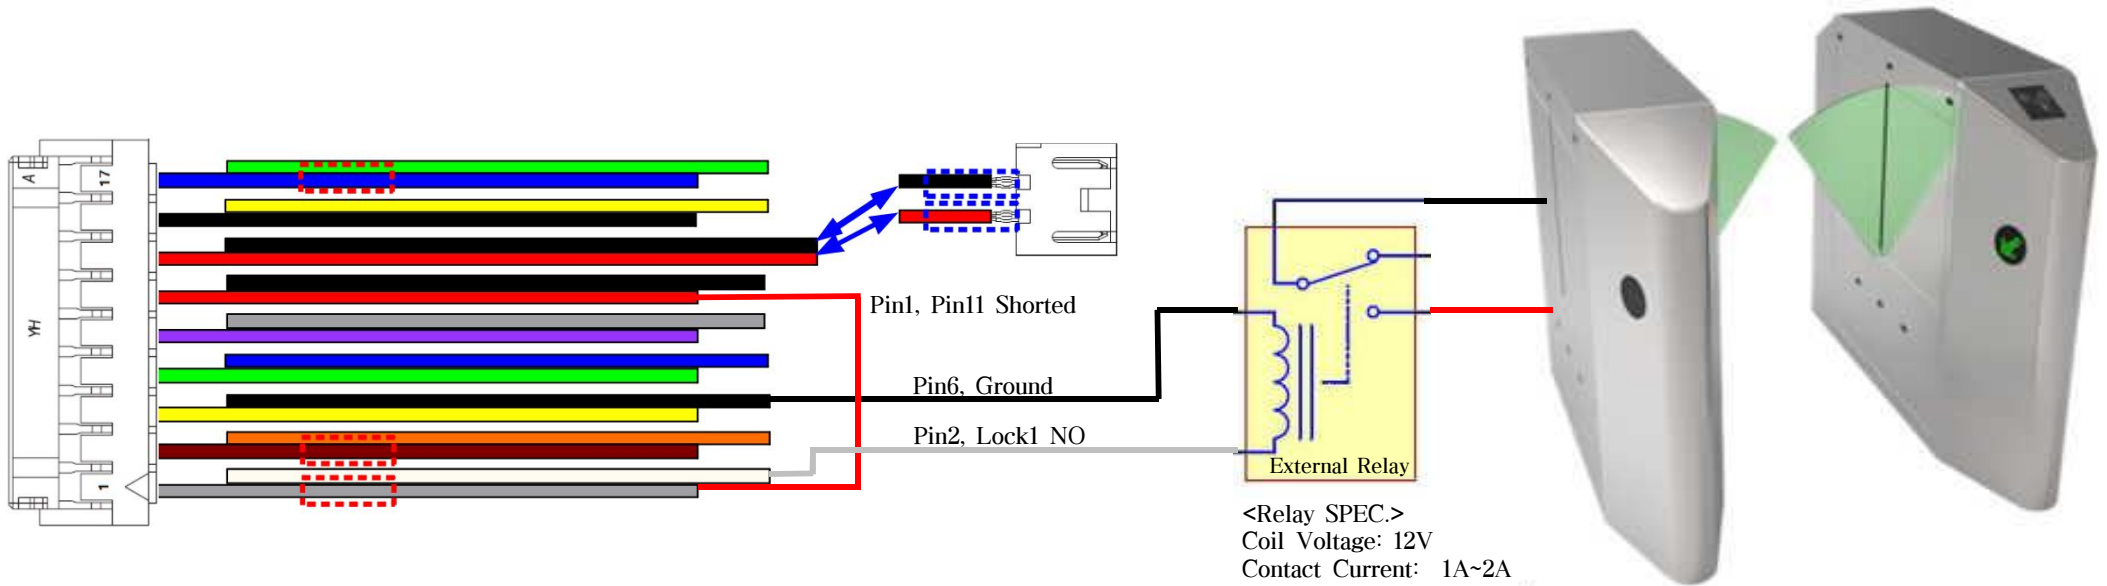 A
17
YH
1
Pin1, Pin11 Shorted
Pin6, Ground
Pin2, Lock1 NO
External Relay
<Relay SPEC.>
Coil Voltage: 12V
Contact Current: 1A~2A